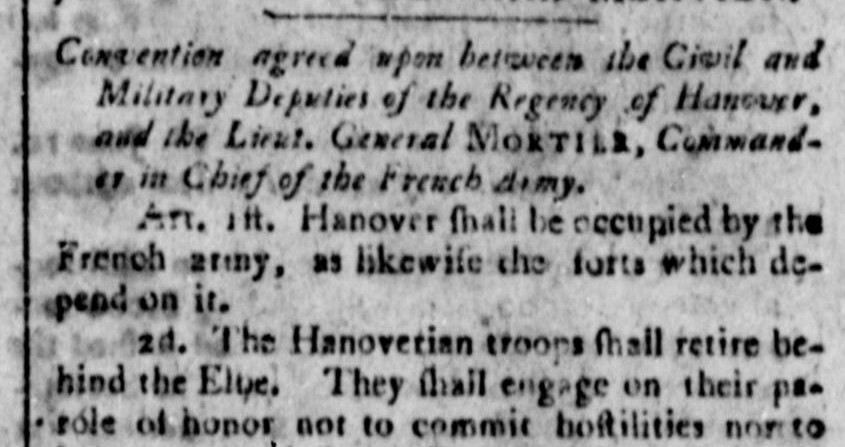 Convention agreed upon between the Civil and
Military Deputies of the Regency of Hanover,
and the Lieut. General MORTIER, Command-
er in Chief of the French Army.
Art. 1ſt. Hanover ſhall be occupied by the
French army, as likewiſe the forts which de-
pend on it.
2d. The Hanoverian troops ſhall retire be-
hind the Elbe. They ſhall engage on their pa-
role of honor not to commit hoſtilities nor to